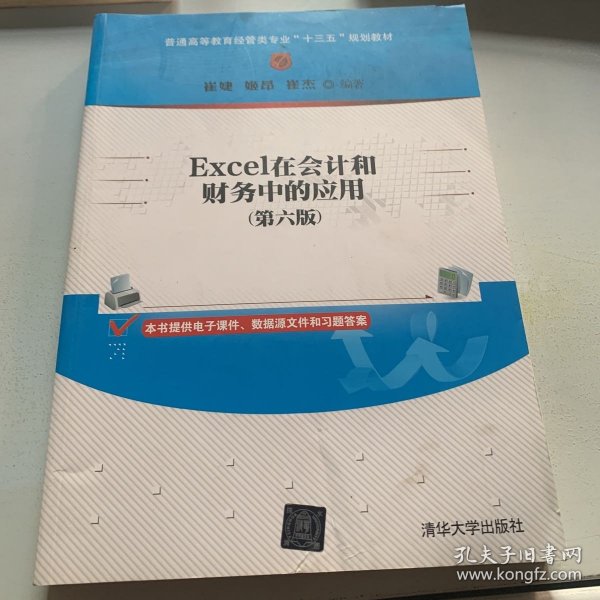 普通高等教育经管类专业“十三五”规划教材
崔婕 姬昂 崔杰 ◎ 编著
Excel在会计和
财务中的应用
(第六版)
本书提供电子课件、数据源文件和习题答案
清华大学出版社
孔夫子旧书网
www.kongfz.com